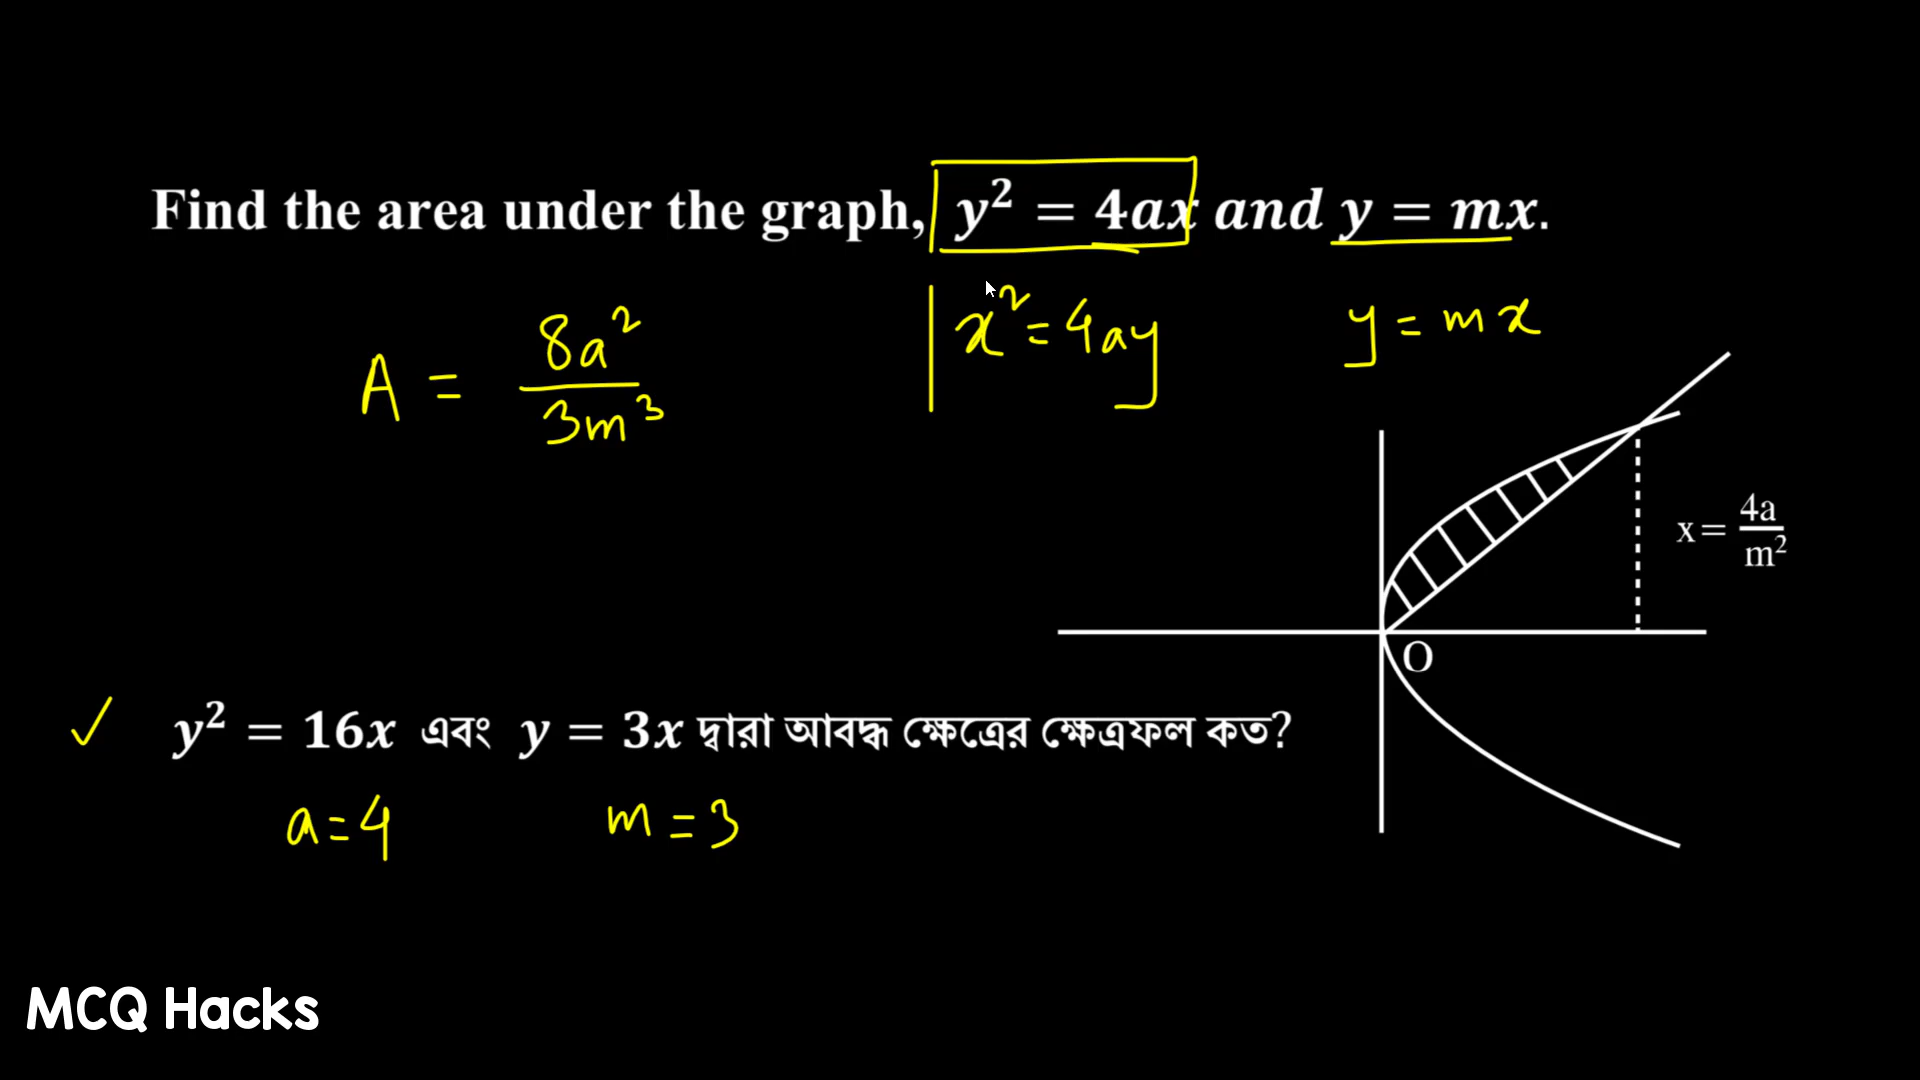 Find the area under the graph, y² = 4ax and y = mx.
A = 8a²/3m³
x² = 4ay
y = mx
x = 4a/m²
O
y² = 16x এবং y = 3x দ্বারা আবদ্ধ ক্ষেত্রের ক্ষেত্রফল কত?
a = 4
m = 3
MCQ Hacks